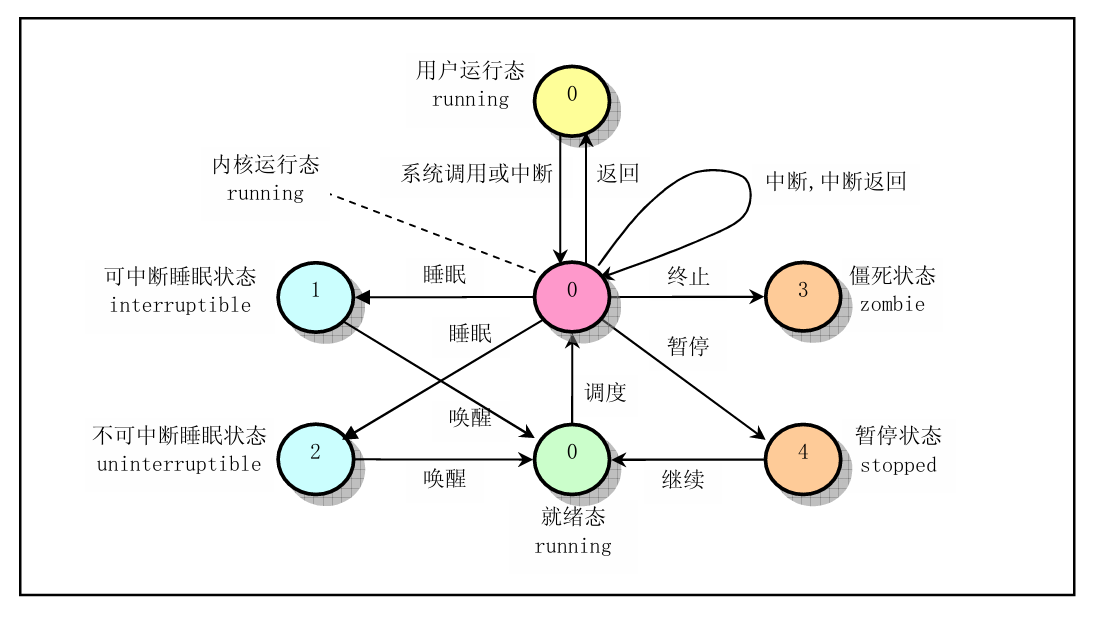 用户运行态
running
0
系统调用或中断
返回
内核运行态
running
中断,中断返回
可中断睡眠状态
interruptible
1
睡眠
0
终止
3
僵死状态
zombie
睡眠
暂停
调度
唤醒
不可中断睡眠状态
uninterruptible
2
唤醒
0
继续
4
暂停状态
stopped
就绪态
running